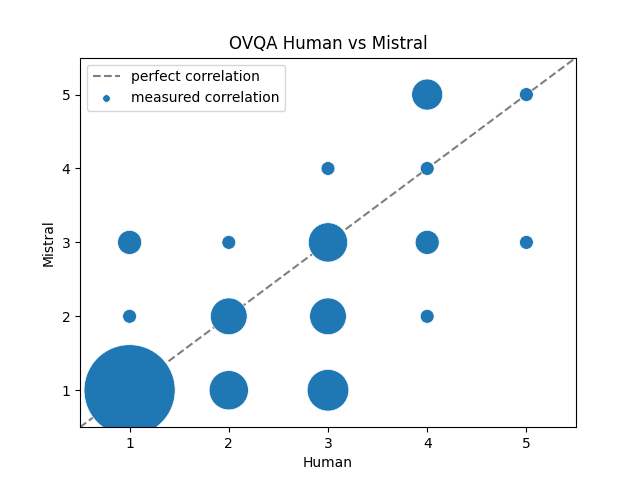 OVQA Human vs Mistral
perfect correlation
measured correlation
5
4
3
2
1
Mistral
1 2 3 4 5
Human